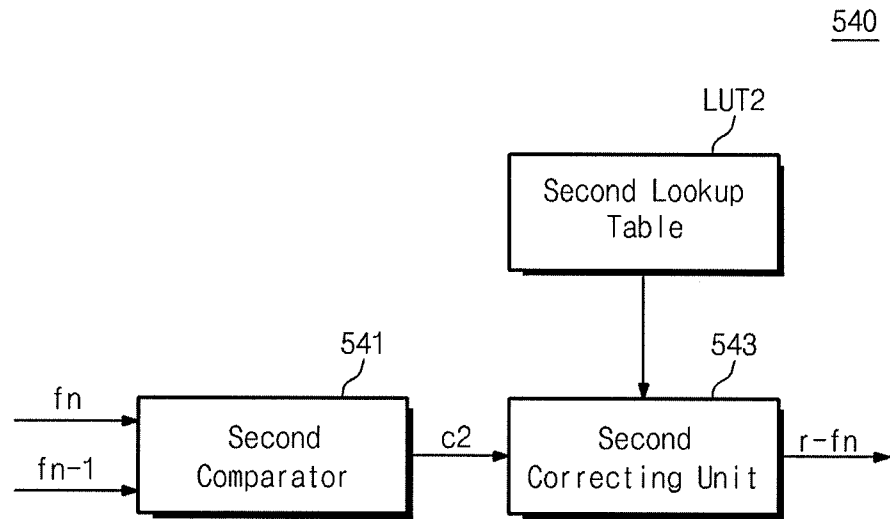 540
LUT2
Second Lookup
Table
541
543
fn
fn-1
Second
Comparator
c2
Second
Correcting Unit
r-fn